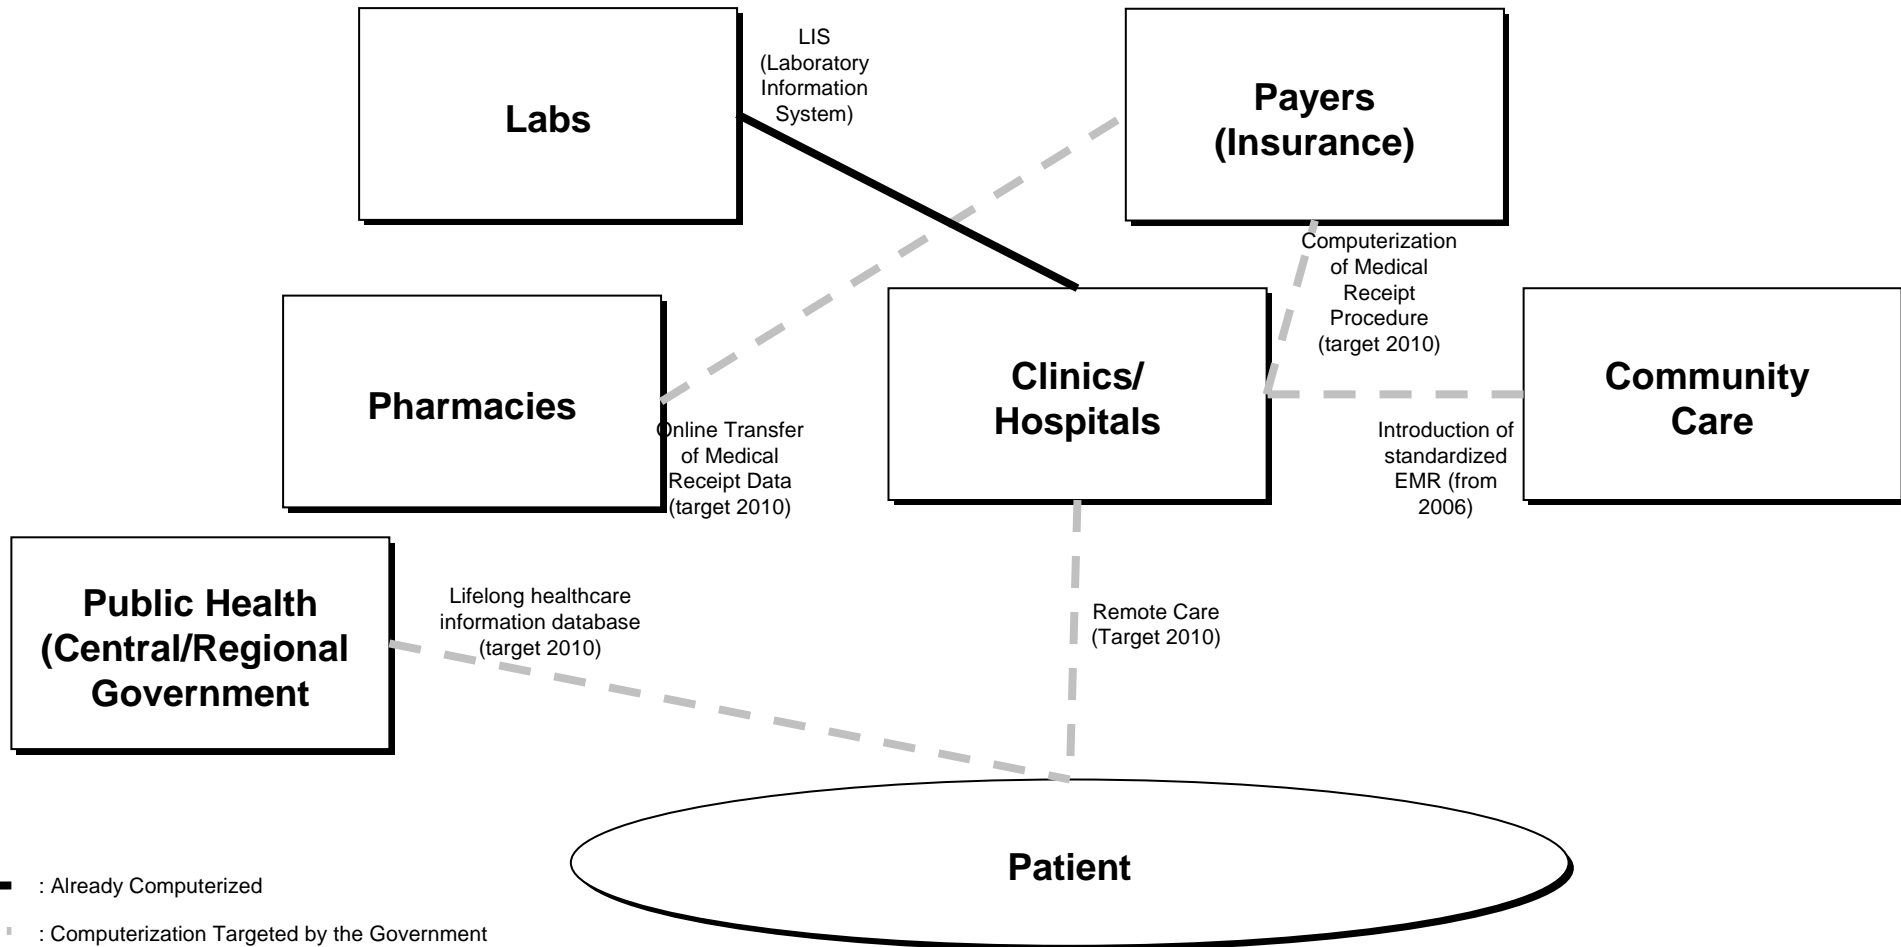 Labs
LIS
(Laboratory
Information
System)
Payers
(Insurance)
Computerization
of Medical
Receipt
Procedure
(target 2010)
Pharmacies
Online Transfer
of Medical
Receipt Data
(target 2010)
Clinics/
Hospitals
Introduction of
standardized
EMR (from
2006)
Community
Care
Public Health
(Central/Regional
Government
Lifelong healthcare
information database
(target 2010)
Remote Care
(Target 2010)
Patient
: Already Computerized
: Computerization Targeted by the Government